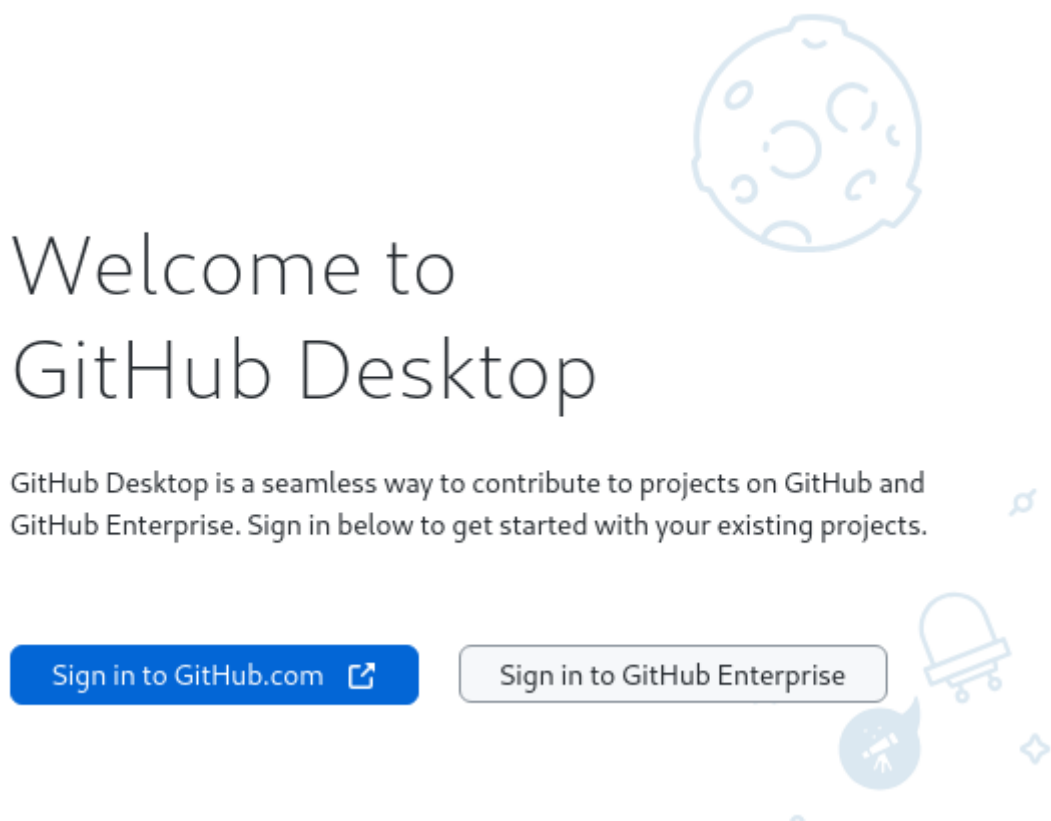 Welcome to
GitHub Desktop
GitHub Desktop is a seamless way to contribute to projects on GitHub and
GitHub Enterprise. Sign in below to get started with your existing projects.
Sign in to GitHub.com
Sign in to GitHub Enterprise